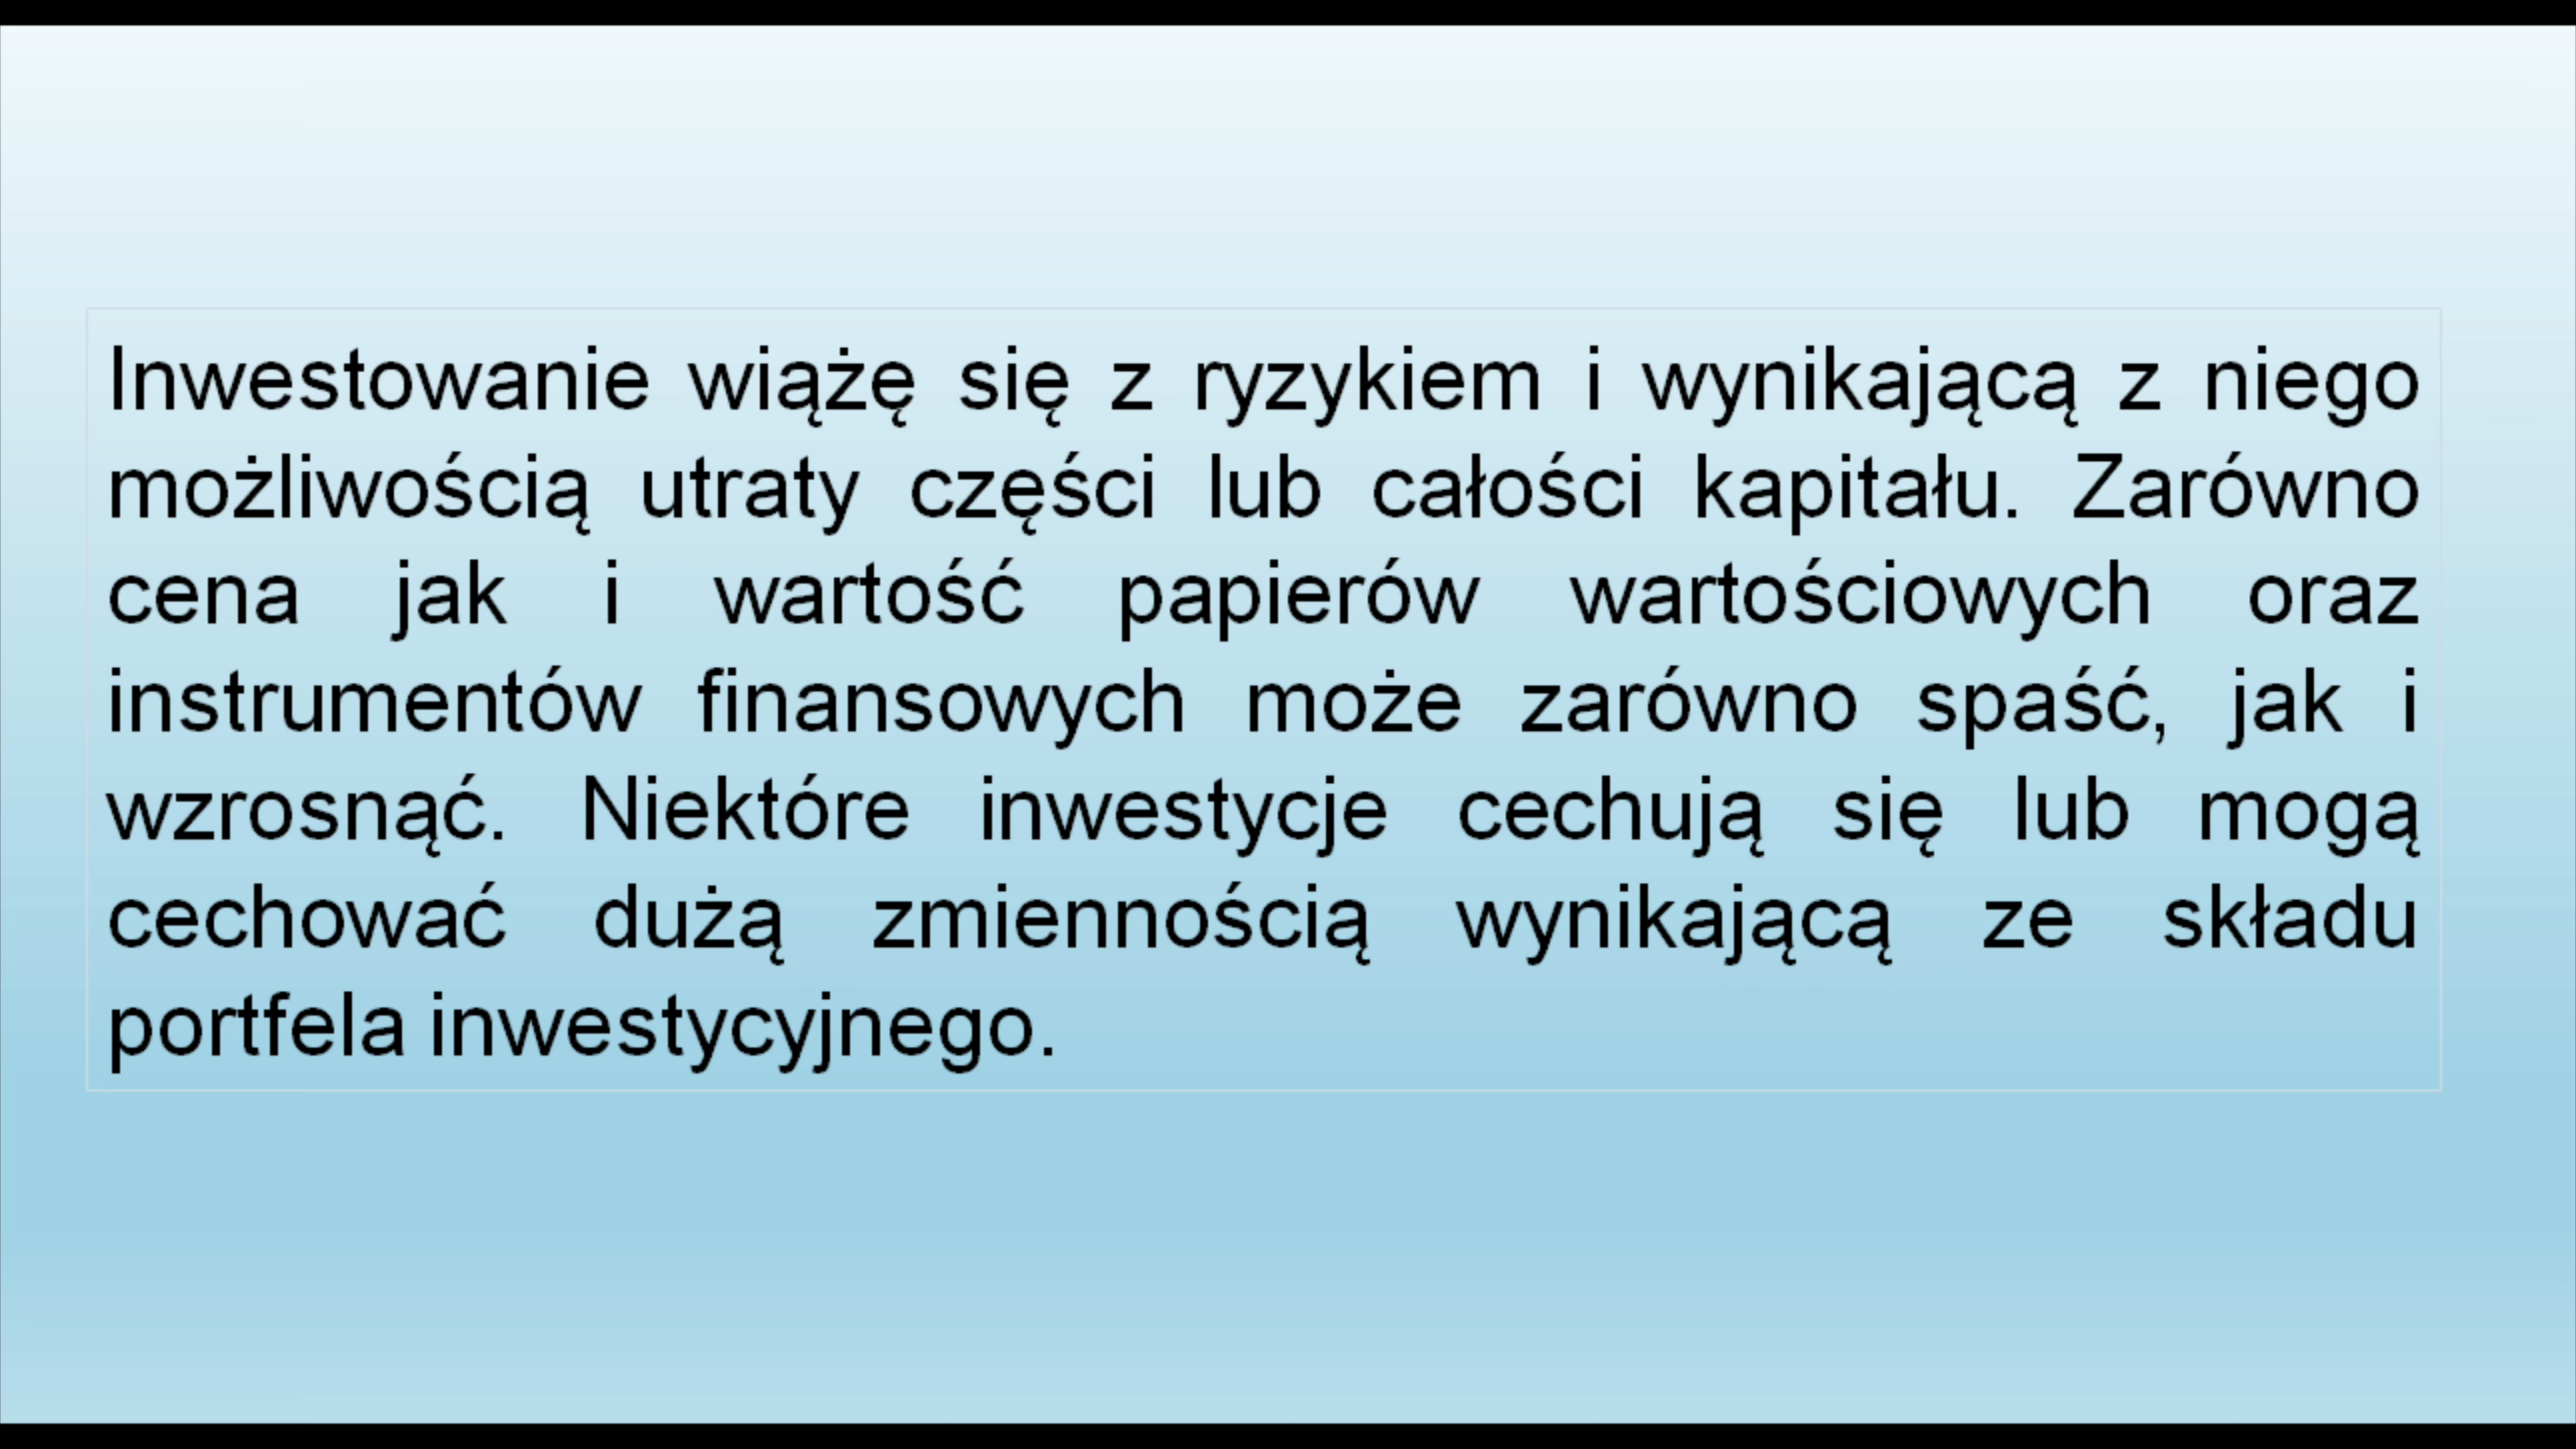 Inwestowanie wiążę się z ryzykiem i wynikającą z niego
możliwością utraty części lub całości kapitału. Zarówno
cena jak i wartość papierów wartościowych oraz
instrumentów finansowych może zarówno spaść, jak i
wzrosnąć. Niektóre inwestycje cechują się lub mogą
cechować dużą zmiennością wynikającą ze składu
portfela inwestycyjnego.